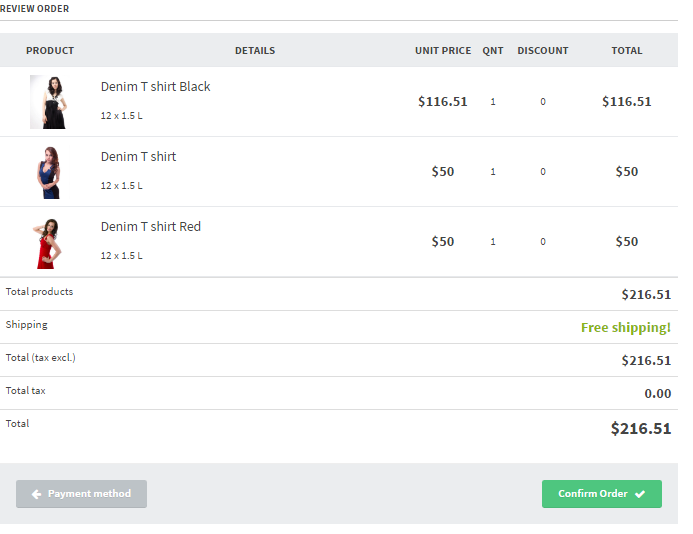 REVIEW ORDER
PRODUCT DETAILS UNIT PRICE QNT DISCOUNT TOTAL
Denim T shirt Black
12 x 1.5 L
$116.51 1 0 $116.51
Denim T shirt
12 x 1.5 L
$50 1 0 $50
Denim T shirt Red
12 x 1.5 L
$50 1 0 $50
Total products $216.51
Shipping Free shipping!
Total (tax excl.) $216.51
Total tax 0.00
Total $216.51
Payment method Confirm Order